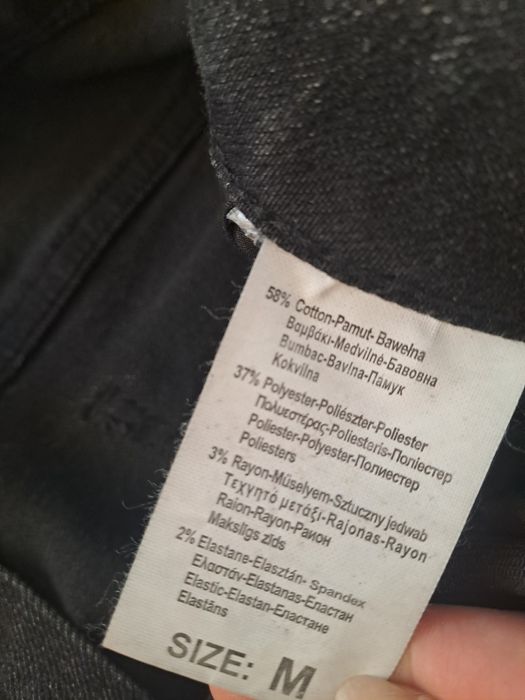 58% Cotton-Pamut- Bawełna
Βαμβάκι-Medvilnė-Бавовна
Bumbac-Bavlna-Памук
Kokvilna
37% Polyester-Poliészter-Poliester
Πολυεστέρας-Poliesteris-Поліестер
Poliester-Polyester-Полиестер
Poliesters
3% Rayon-Műselyem-Sztuczny jedwab
Τεχνητό μετάξι-Rajonas-Rayon
Raion-Rayon-Раион
Makslīgs zīds
2% Elastane-Elasztán- Spandex
Ελαστάν-Elastanas-Еластан
Elastic-Elastan-Еластане
Elastāns
SIZE: M